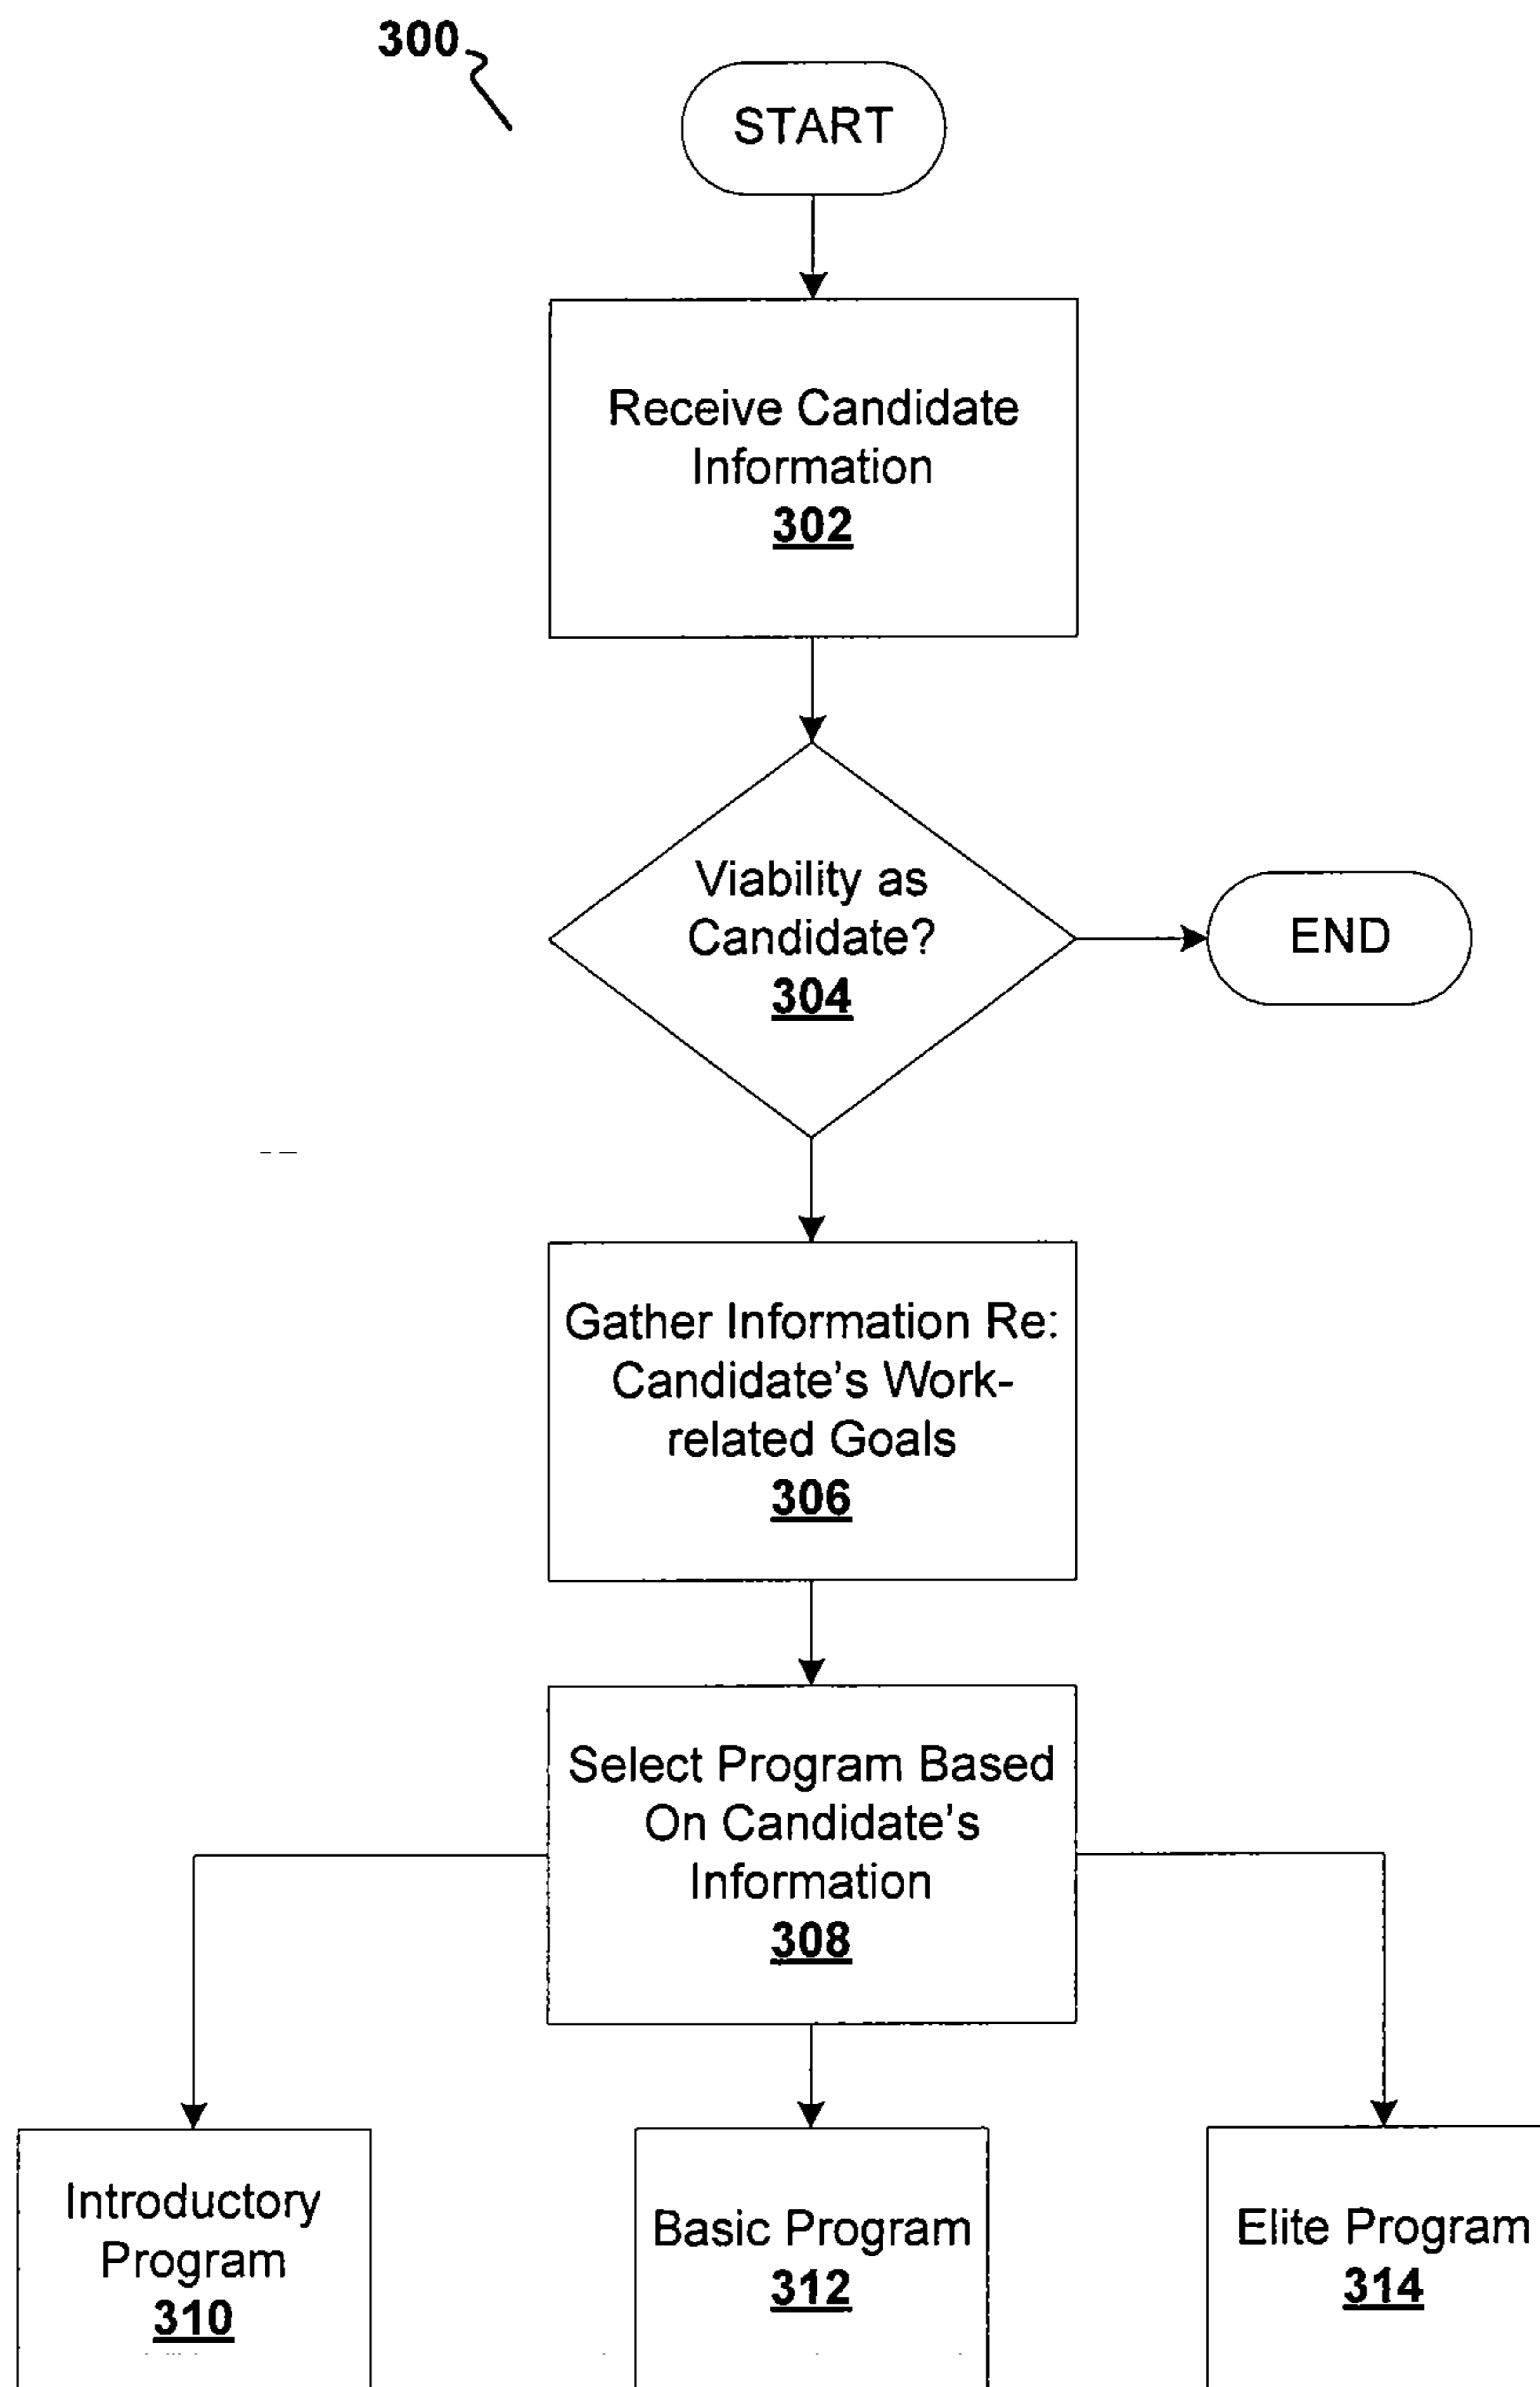 300
START
Receive Candidate
Information
302
Viability as
Candidate?
304
END
Gather Information Re:
Candidate's Work-
related Goals
306
Select Program Based
On Candidate's
Information
308
Introductory
Program
310
Basic Program
312
Elite Program
314